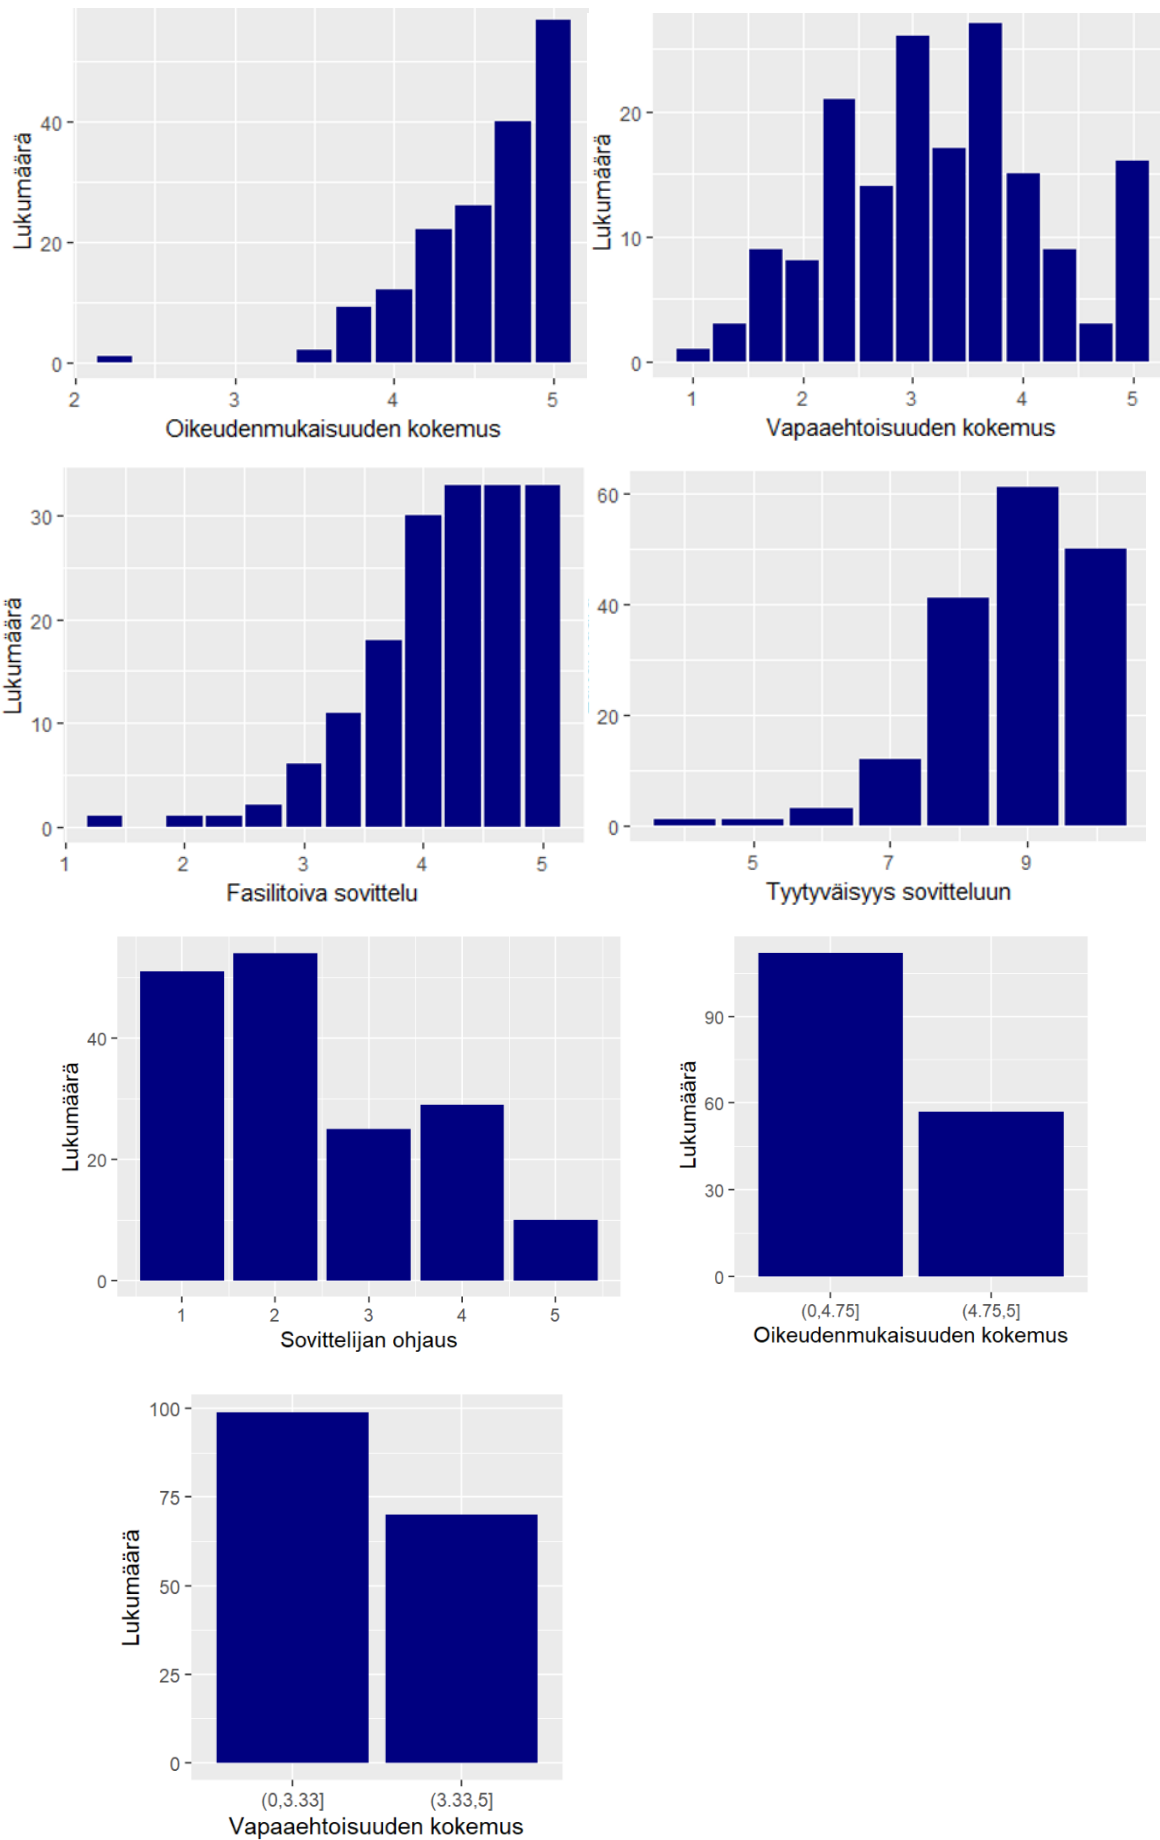 40
20
0
Lukumäärä
2 3 4 5
Oikeudenmukaisuuden kokemus
20
10
0
Lukumäärä
1 2 3 4 5
Vapaaehtoisuuden kokemus
30
20
10
0
Lukumäärä
1 2 3 4 5
Fasilitoiva sovittelu
60
40
20
0
5 7 9
Tyytyväisyys sovitteluun
40
20
0
Lukumäärä
1 2 3 4 5
Sovittelijan ohjaus
90
60
30
0
Lukumäärä
(0,4.75] (4.75,5]
Oikeudenmukaisuuden kokemus
100
75
50
25
0
Lukumäärä
(0,3.33] (3.33,5]
Vapaaehtoisuuden kokemus